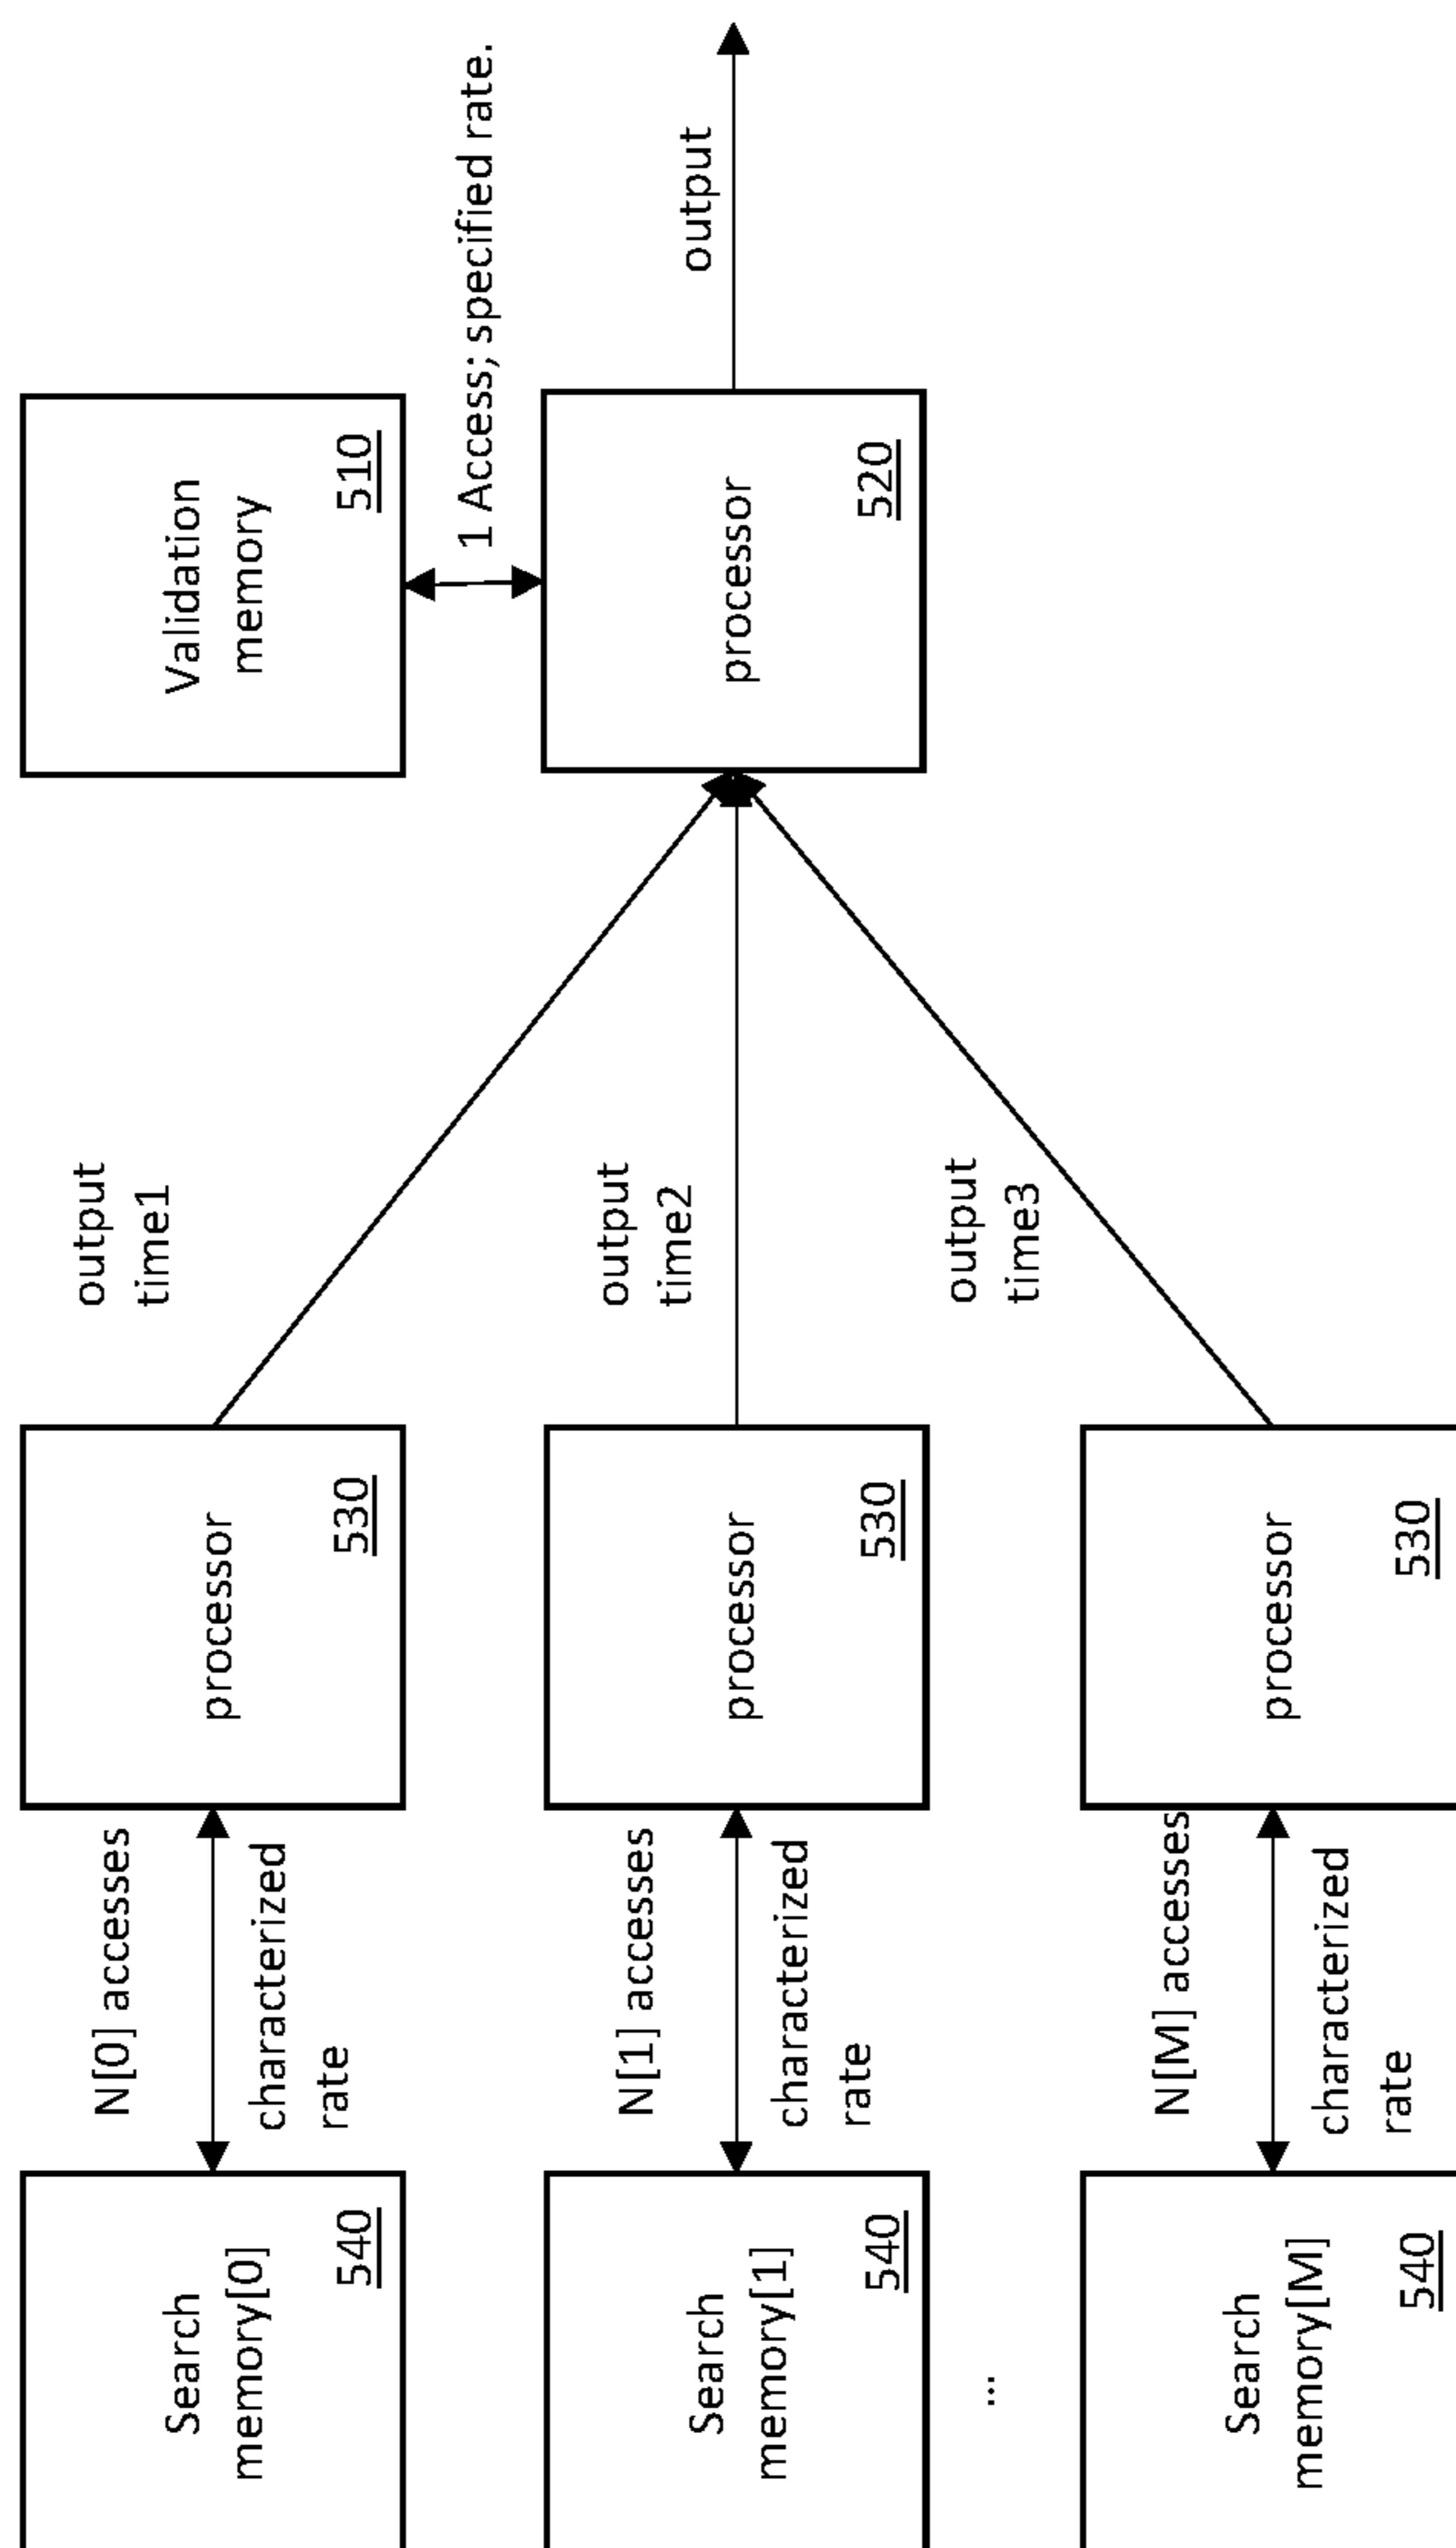 Search
memory[0]
540
N[0] accesses
characterized
rate
processor
530
output
time1
Validation
memory
510
1 Access; specified rate.
Search
memory[1]
540
N[1] accesses
characterized
rate
processor
530
output
time2
processor
520
output
...
Search
memory[M]
540
N[M] accesses
characterized
rate
processor
530
output
time3